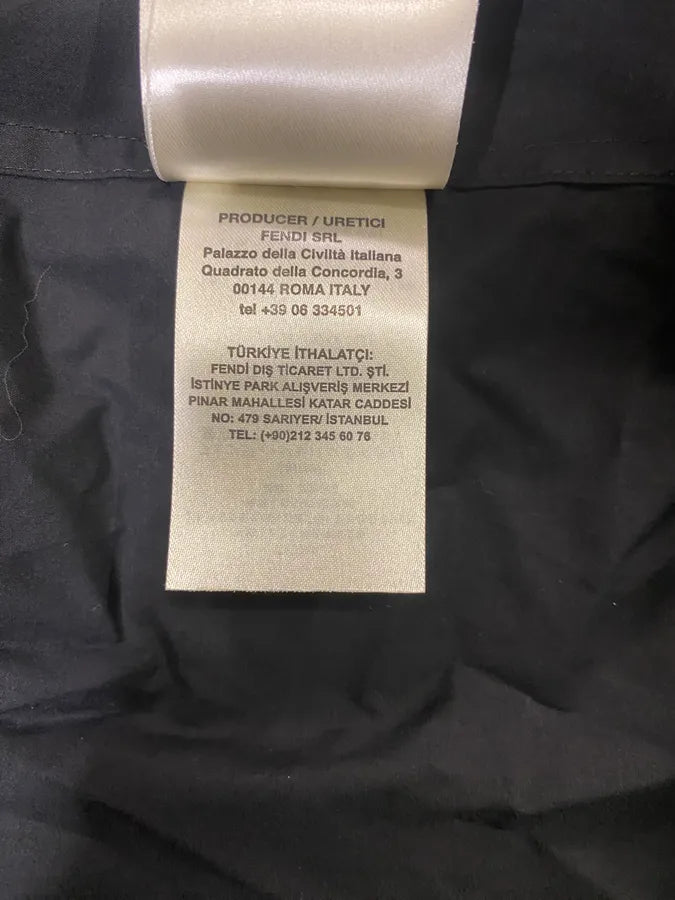 PRODUCER / URETICI
FENDI SRL
Palazzo della Civiltà Italiana
Quadrato della Concordia, 3
00144 ROMA ITALY
tel +39 06 334501
TÜRKİYE İTHALATÇI:
FENDİ DIŞ TİCARET LTD. ŞTİ.
İSTİNYE PARK ALIŞVERİŞ MERKEZİ
PINAR MAHALLESİ KATAR CADDESİ
NO: 479 SARIYER/ İSTANBUL
TEL: (+90)212 345 60 76